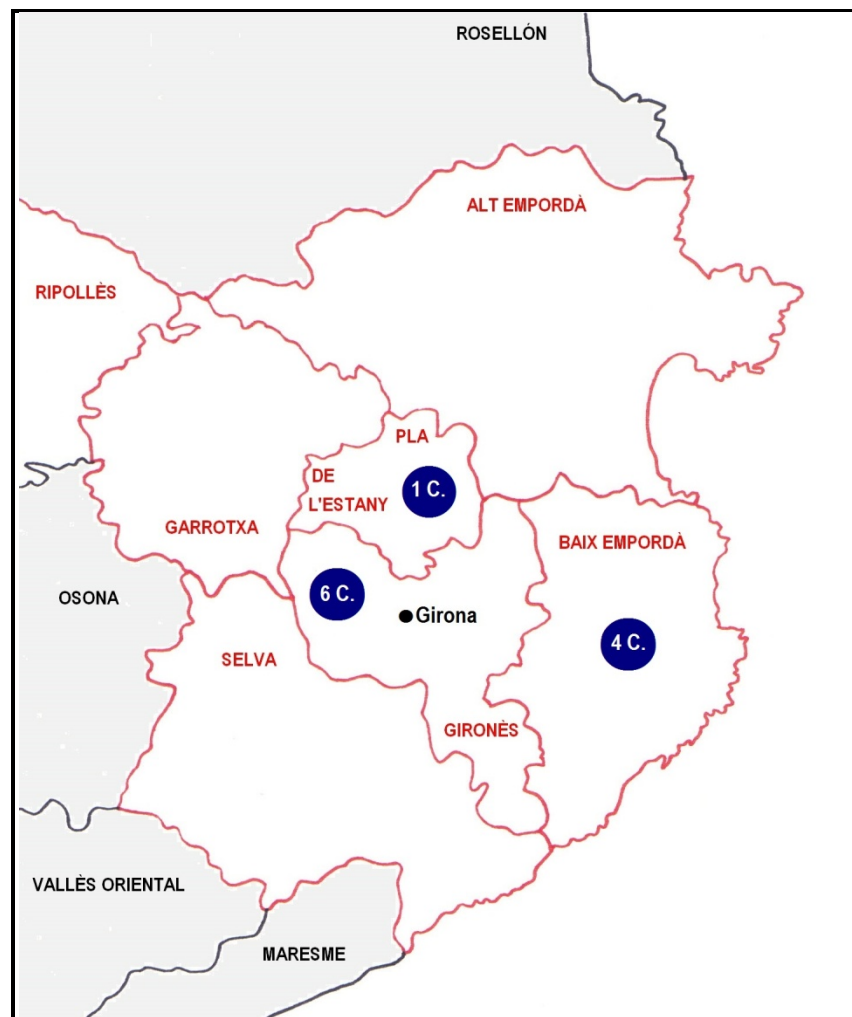 ROSELLÓN
ALT EMPORDÀ
RIPOLLÈS
PLA
DE
L'ESTANY
1 C.
GARROTXA
BAIX EMPORDÀ
OSONA
6 C.
Girona
4 C.
SELVA
GIRONÈS
VALLÈS ORIENTAL
MARESME